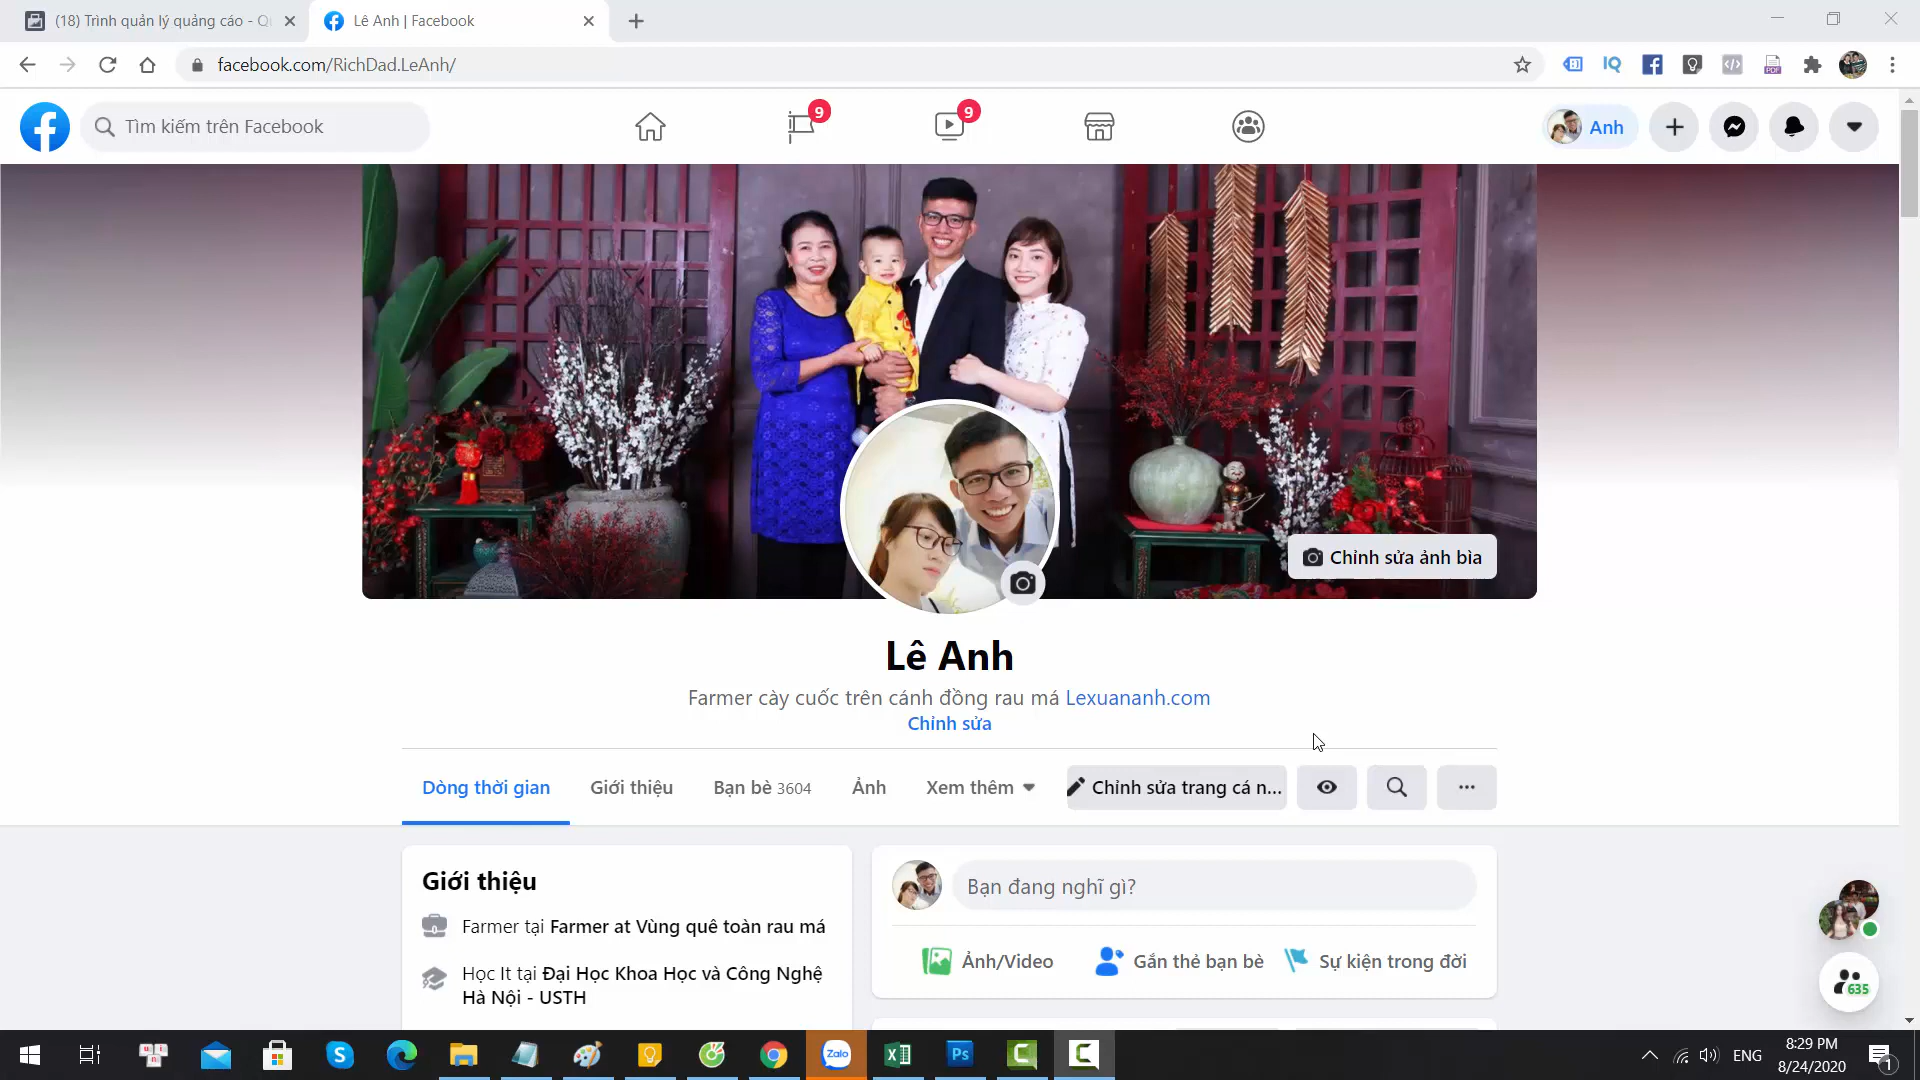 (18) Trình quản lý quảng cáo - Q
Lê Anh | Facebook
facebook.com/RichDad.LeAnh/
IQ
PDF
Tìm kiếm trên Facebook
9
9
Anh
Chỉnh sửa ảnh bìa
Lê Anh
Farmer cày cuốc trên cánh đồng rau má Lexuananh.com
Chỉnh sửa
Dòng thời gian
Giới thiệu
Bạn bè 3604
Ảnh
Xem thêm
Chỉnh sửa trang cá n...
Giới thiệu
Farmer tại Farmer at Vùng quê toàn rau má
Học It tại Đại Học Khoa Học và Công Nghệ
Hà Nội - USTH
Bạn đang nghĩ gì?
Ảnh/Video
Gắn thẻ bạn bè
Sự kiện trong đời
635
Zalo
Ps
ENG
8:29 PM
8/24/2020
1